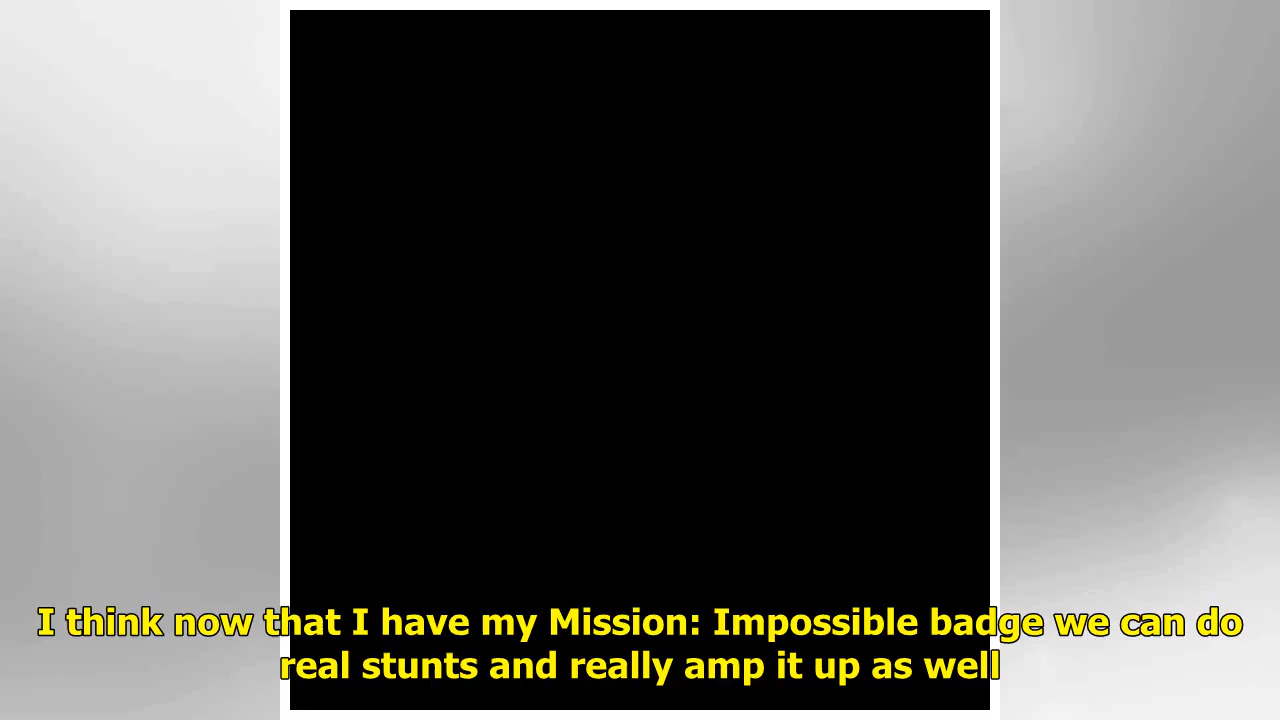 I think now that I have my Mission: Impossible badge we can do
real stunts and really amp it up as well